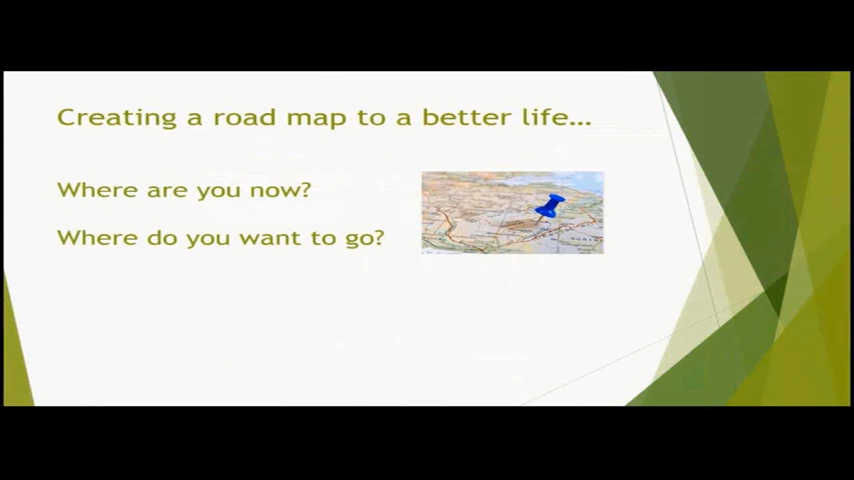 Creating a road map to a better life...
Where are you now?
Where do you want to go?